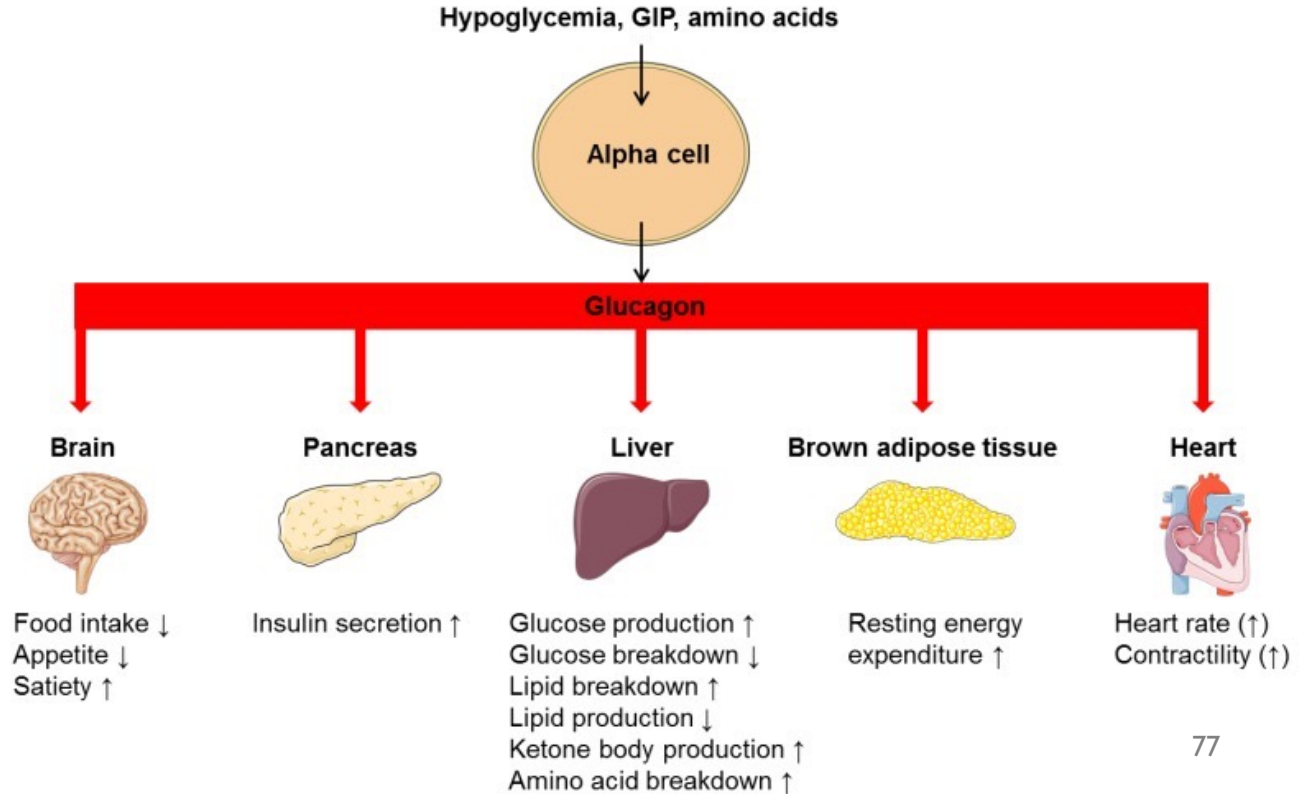 Hypoglycemia, GIP, amino acids
Alpha cell
Glucagon
Brain
Food intake ↓
Appetite ↓
Satiety ↑
Pancreas
Insulin secretion ↑
Liver
Glucose production ↑
Glucose breakdown ↓
Lipid breakdown ↑
Lipid production ↓
Ketone body production ↑
Amino acid breakdown ↑
Brown adipose tissue
Resting energy
expenditure ↑
Heart
Heart rate (↑)
Contractility (↑)
77